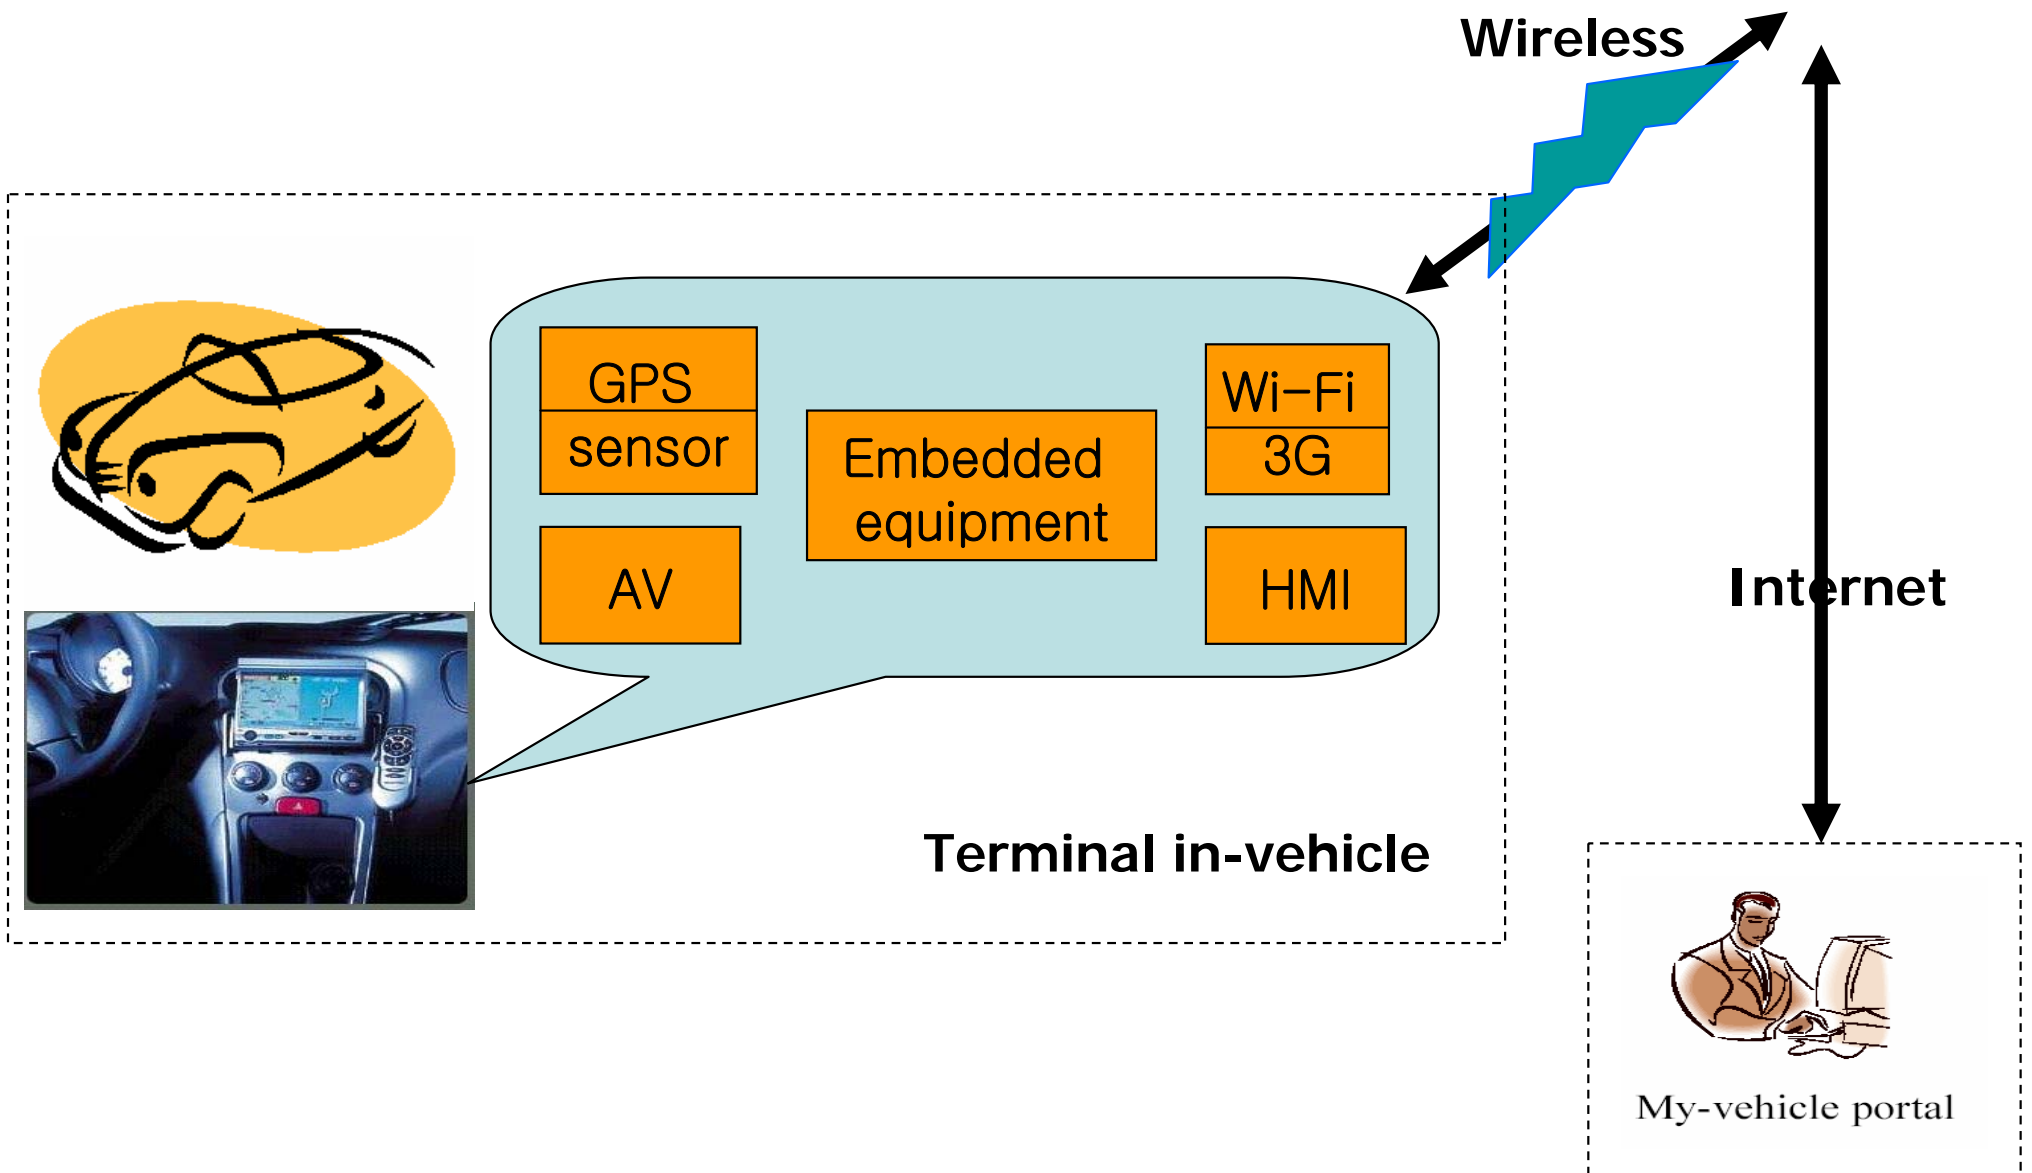 Wireless
GPS
sensor
Embedded
equipment
Wi-Fi
3G
AV
HMI
Internet
Terminal in-vehicle
My-vehicle portal